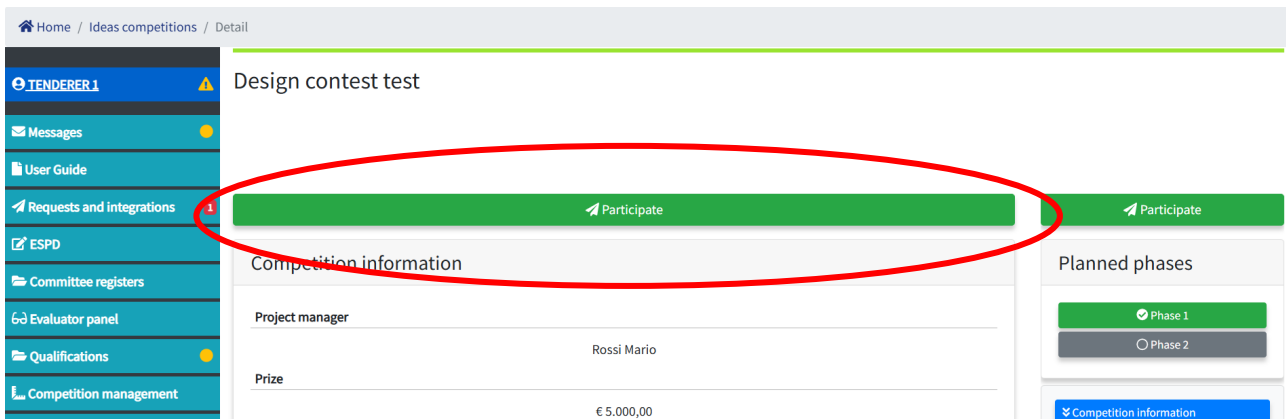 Home / Ideas competitions / Detail
TENDERER 1
Messages
User Guide
Requests and integrations 1
ESPD
Committee registers
Evaluator panel
Qualifications
Competition management
Design contest test
Participate
Competition information
Project manager
Rossi Mario
Prize
€ 5.000,00
Participate
Planned phases
Phase 1
Phase 2
Competition information